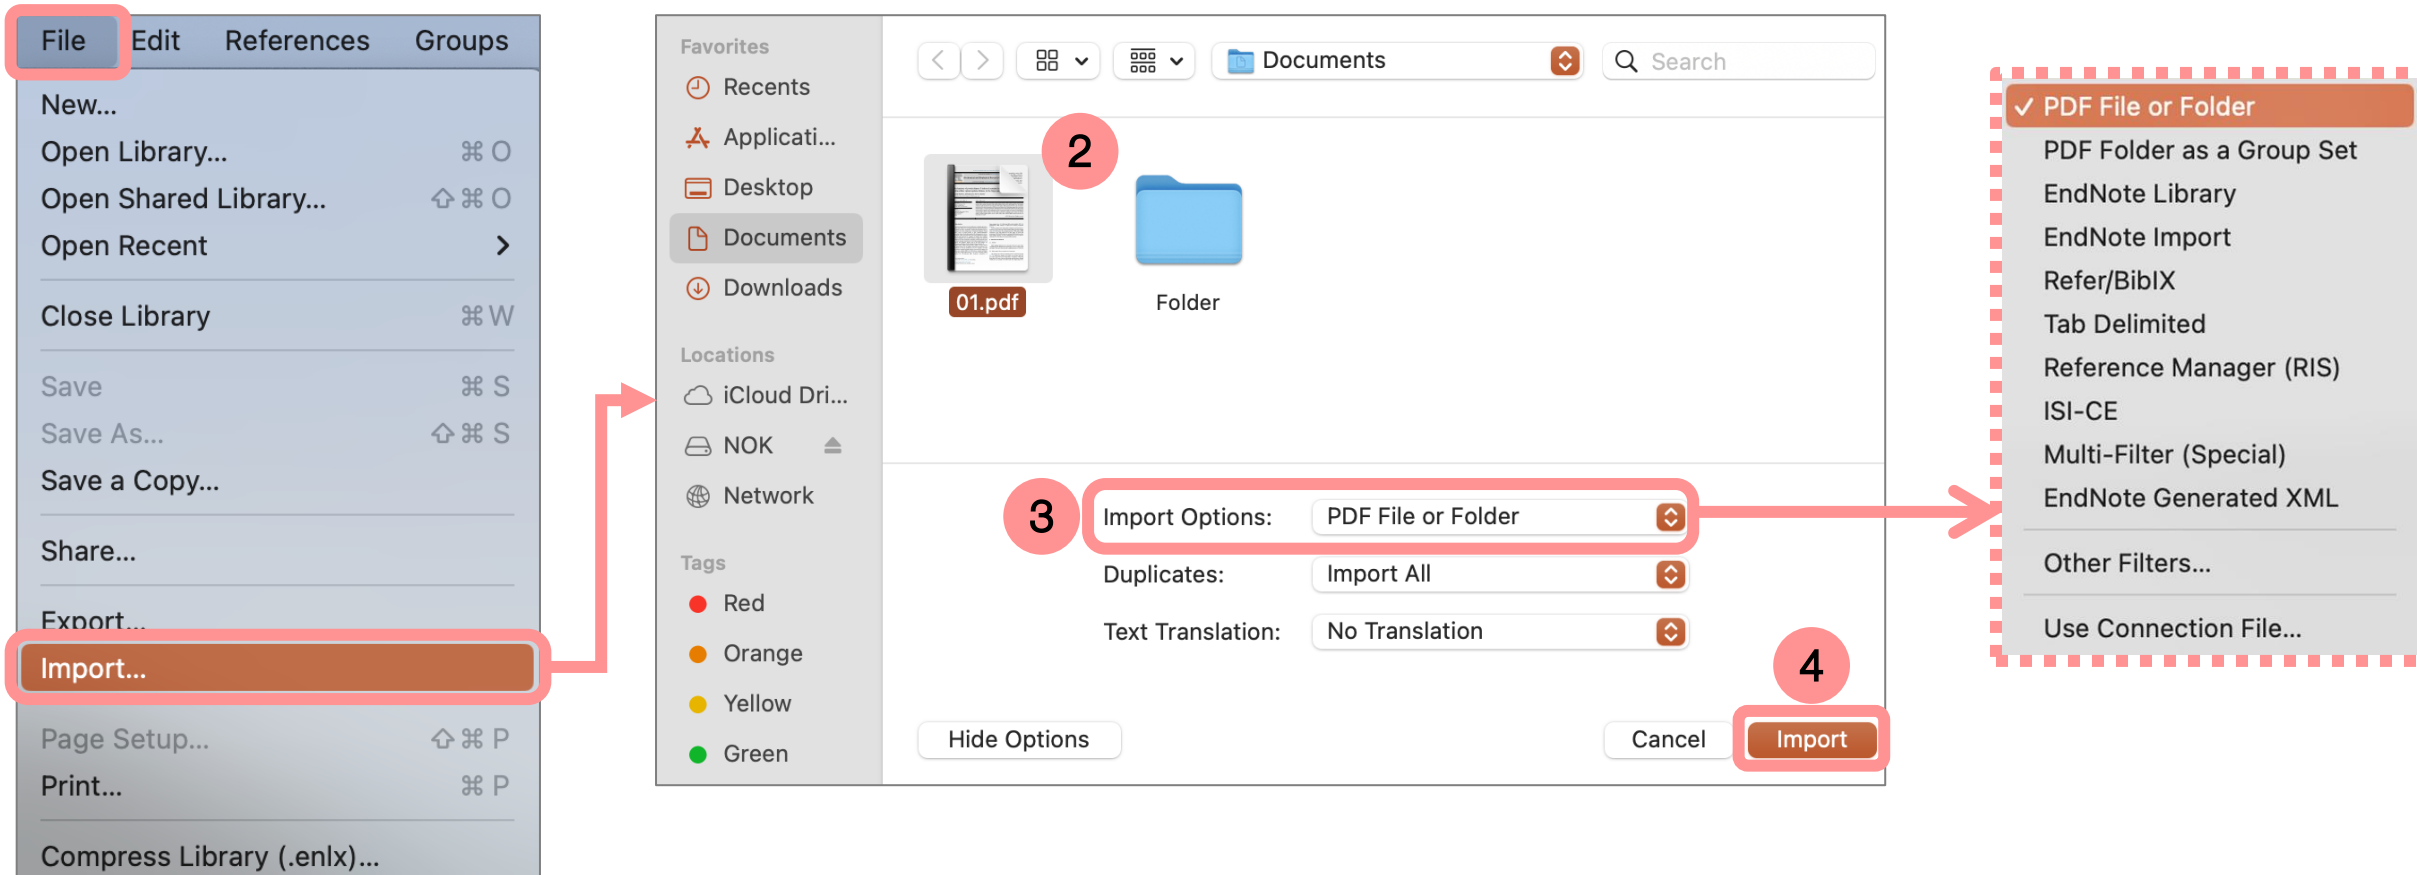 File Edit References Groups
New...
Open Library... ⌘ O
Open Shared Library... ⇧ ⌘ O
Open Recent
Close Library ⌘ W
Save ⌘ S
Save As... ⇧ ⌘ S
Save a Copy...
Share...
Export...
Import...
Page Setup... ⇧ ⌘ P
Print... ⌘ P
Compress Library (.enlx)...
Favorites
Recents
Applicati...
Desktop
Documents
Downloads
Locations
iCloud Dri...
NOK
Network
Tags
Red
Orange
Yellow
Green
Documents
Search
2
01.pdf
Folder
3
Import Options: PDF File or Folder
Duplicates: Import All
Text Translation: No Translation
4
Hide Options
Cancel
Import
✓ PDF File or Folder
PDF Folder as a Group Set
EndNote Library
EndNote Import
Refer/BibIX
Tab Delimited
Reference Manager (RIS)
ISI-CE
Multi-Filter (Special)
EndNote Generated XML
Other Filters...
Use Connection File...